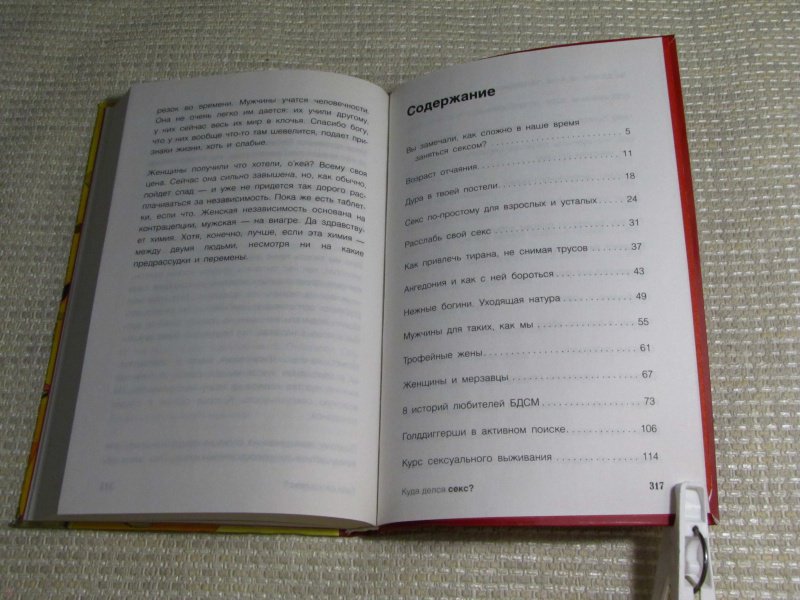 резок во времени. Мужчины учатся человечности.
Она не очень легко им дается: их учили другому,
у них сейчас весь их мир в клочья. Спасибо богу,
что у них вообще что-то там шевелится, подает при-
знаки жизни, хоть и слабые.
Женщины получили что хотели, о'кей? Всему своя
цена. Сейчас она сильно завышена, но, как обычно,
пойдет спад — и уже не придется так дорого рас-
плачиваться за независимость. Пока же есть таблет-
ки, если что. Женская независимость основана на
контрацепции, мужская — на виагре. Да здравству-
ет химия. Хотя, конечно, лучше, если эта химия —
между двумя людьми, несмотря ни на какие
предрассудки и перемены.
Содержание
Вы замечали, как сложно в наше время
заняться сексом? . . . . . . . . . . . . . . . . . . . . 5
Возраст отчаяния. . . . . . . . . . . . . . . . . . . . 11
Дура в твоей постели . . . . . . . . . . . . . . . . . 18
Секс по-простому для взрослых и усталых . . . . 24
Расслабь свой секс . . . . . . . . . . . . . . . . . . . 31
Как привлечь тирана, не снимая трусов . . . . . . 37
Ангедония и как с ней бороться . . . . . . . . . . . 43
Нежные богини. Уходящая натура . . . . . . . . . . 49
Мужчины для таких, как мы . . . . . . . . . . . . . . 55
Трофейные жены . . . . . . . . . . . . . . . . . . . . 61
Женщины и мерзавцы . . . . . . . . . . . . . . . . . 67
8 историй любителей БДСМ . . . . . . . . . . . . . . 73
Голддиггерши в активном поиске. . . . . . . . . . . 106
Курс сексуального выживания . . . . . . . . . . . . 114
Куда делся секс? 317